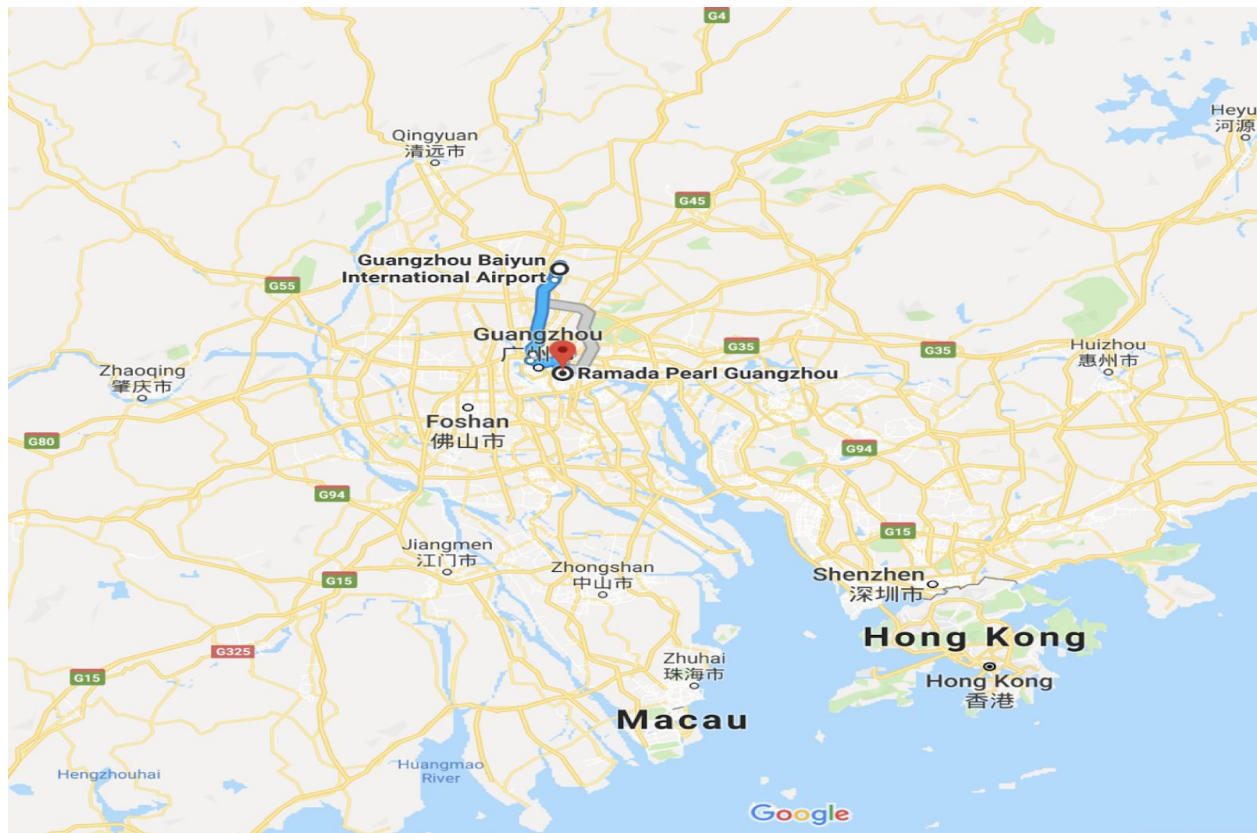 G4
Heyu
河源
Qingyuan
清远市
G45
Guangzhou Baiyun
International Airport
G55
Guangzhou
广州
G35
G35
Huizhou
惠州市
Zhaoqing
肇庆市
Ramada Pearl Guangzhou
Foshan
佛山市
G80
G94
G94
G15
Jiangmen
江门市
Zhongshan
中山市
Shenzhen
深圳市
G15
Hong Kong
G325
Zhuhai
珠海市
G15
Hong Kong
香港
Macau
Huangmao
River
Hengzhouhai
Google